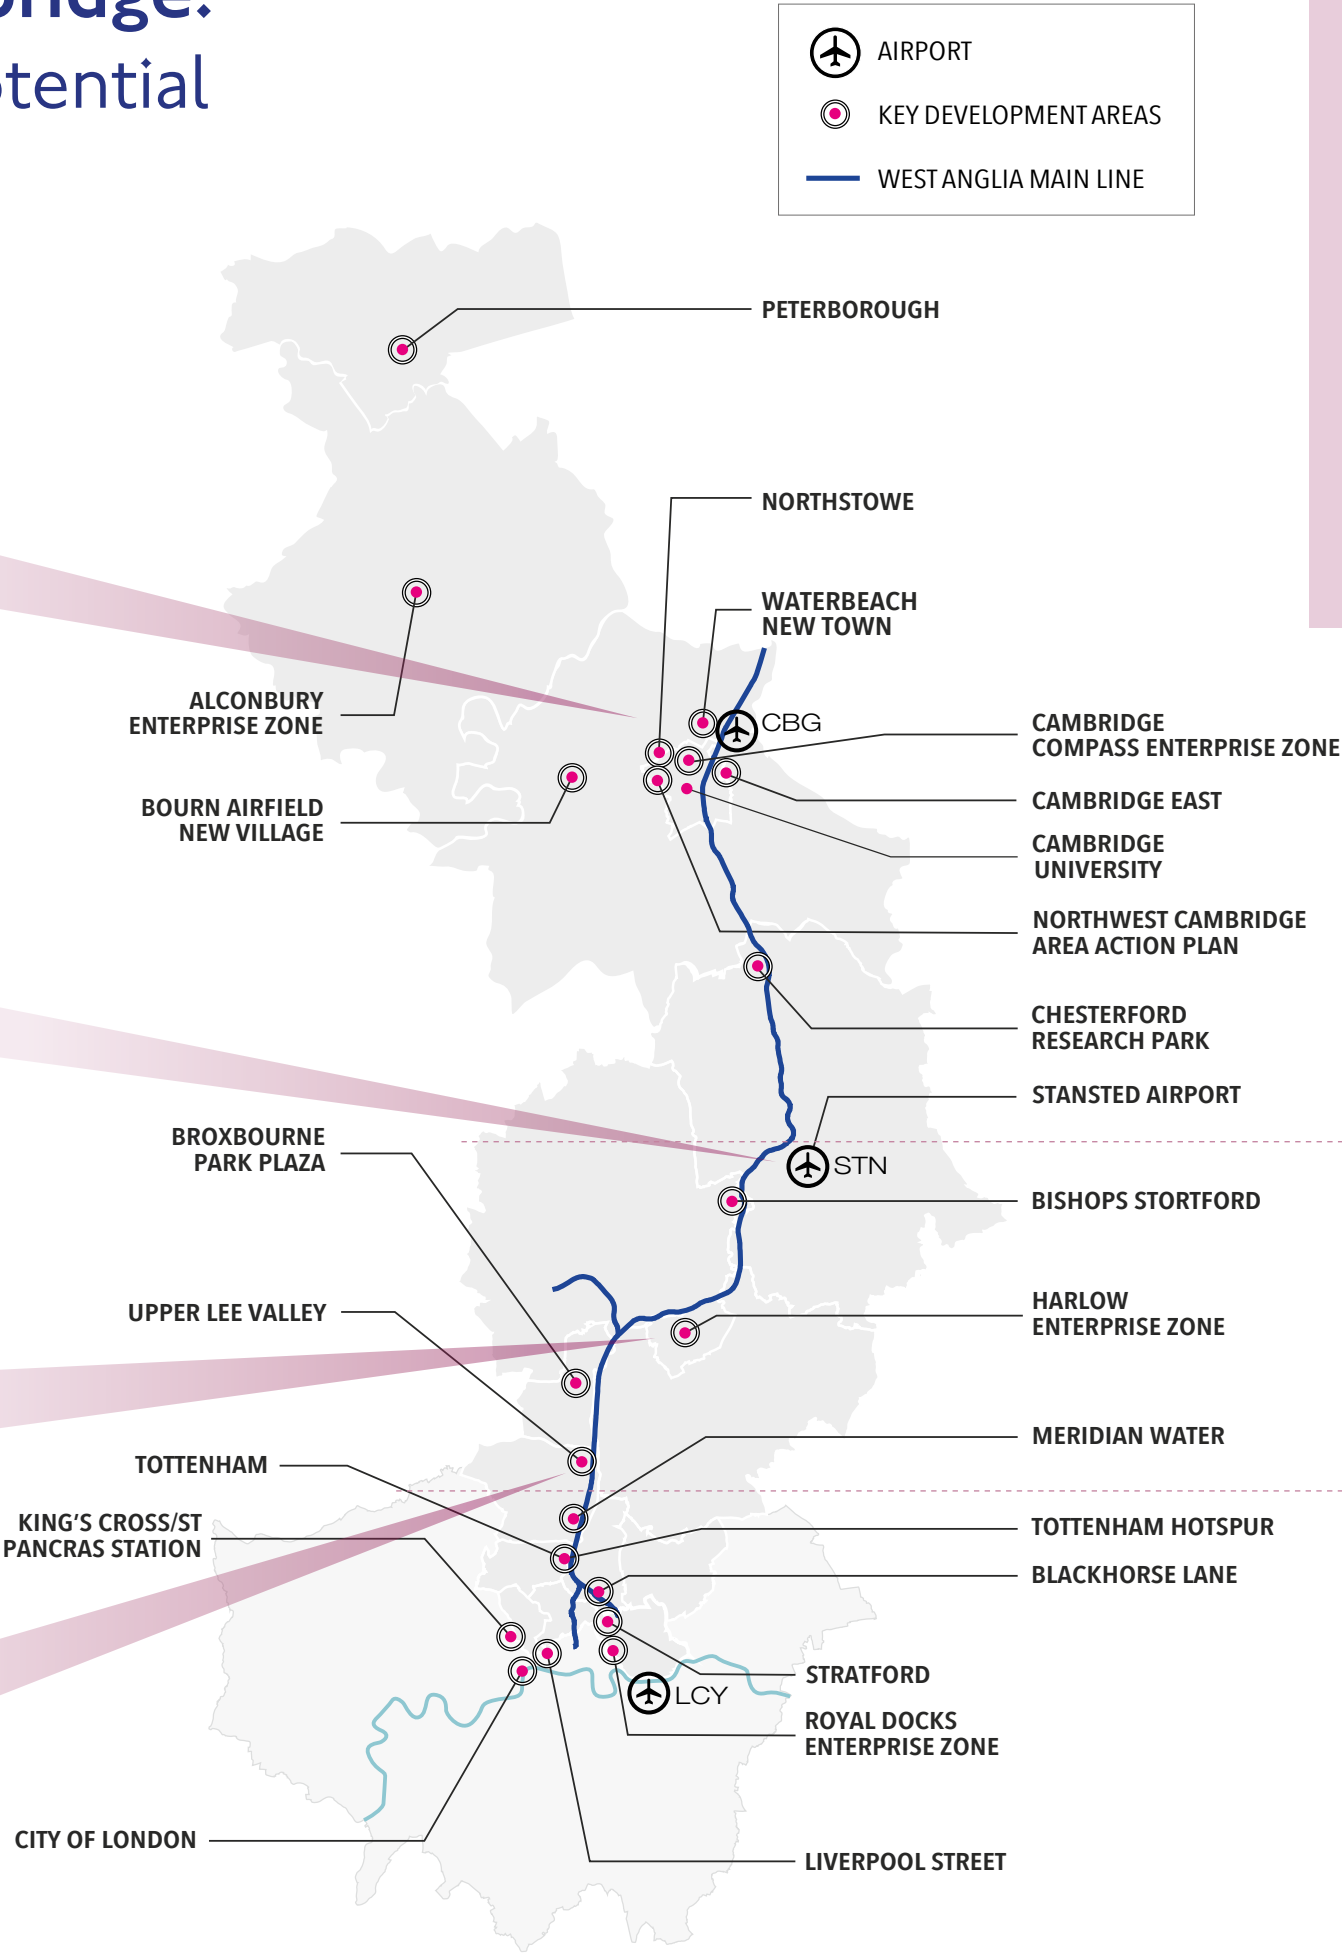 bridge:
otential
AIRPORT
KEY DEVELOPMENT AREAS
WEST ANGLIA MAIN LINE
PETERBOROUGH
NORTHSTOWE
WATERBEACH
NEW TOWN
ALCONBURY
ENTERPRISE ZONE
CBG
CAMBRIDGE
COMPASS ENTERPRISE ZONE
BOURN AIRFIELD
NEW VILLAGE
CAMBRIDGE EAST
CAMBRIDGE
UNIVERSITY
NORTHWEST CAMBRIDGE
AREA ACTION PLAN
CHESTERFORD
RESEARCH PARK
STANSTED AIRPORT
BROXBOURNE
PARK PLAZA
STN
BISHOPS STORTFORD
UPPER LEE VALLEY
HARLOW
ENTERPRISE ZONE
MERIDIAN WATER
TOTTENHAM
KING'S CROSS/ST
PANCRAS STATION
TOTTENHAM HOTSPUR
BLACKHORSE LANE
STRATFORD
LCY
ROYAL DOCKS
ENTERPRISE ZONE
CITY OF LONDON
LIVERPOOL STREET